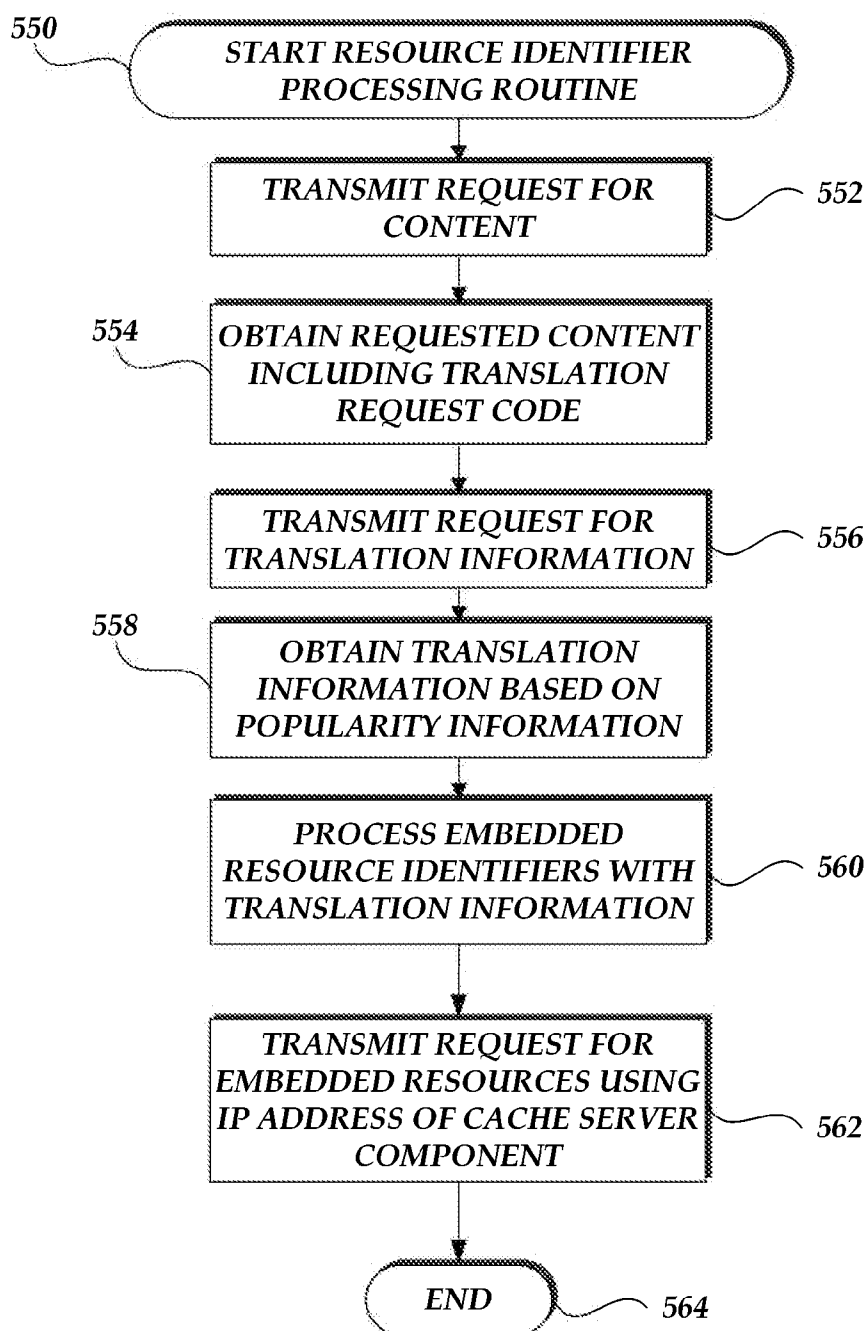 550
START RESOURCE IDENTIFIER
PROCESSING ROUTINE
TRANSMIT REQUEST FOR
CONTENT
552
554
OBTAIN REQUESTED CONTENT
INCLUDING TRANSLATION
REQUEST CODE
TRANSMIT REQUEST FOR
TRANSLATION INFORMATION
556
558
OBTAIN TRANSLATION
INFORMATION BASED ON
POPULARITY INFORMATION
PROCESS EMBEDDED
RESOURCE IDENTIFIERS WITH
TRANSLATION INFORMATION
560
TRANSMIT REQUEST FOR
EMBEDDED RESOURCES USING
IP ADDRESS OF CACHE SERVER
COMPONENT
562
END
564